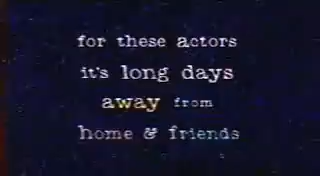 for these actors
it's long days
away from
home & friends